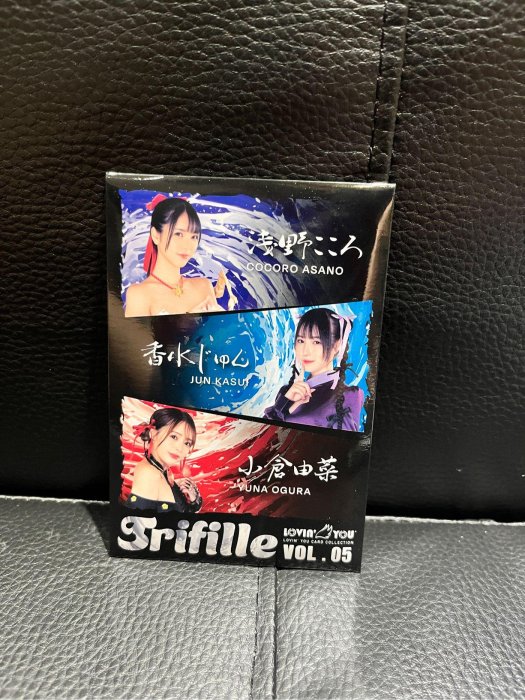 浅野こころ
COCORO ASANO
香水じゅん
JUN KASUI
小倉由菜
YUNA OGURA
Trifille
LOVIN' YOU
LOVIN' YOU CARD COLLECTION
VOL.05